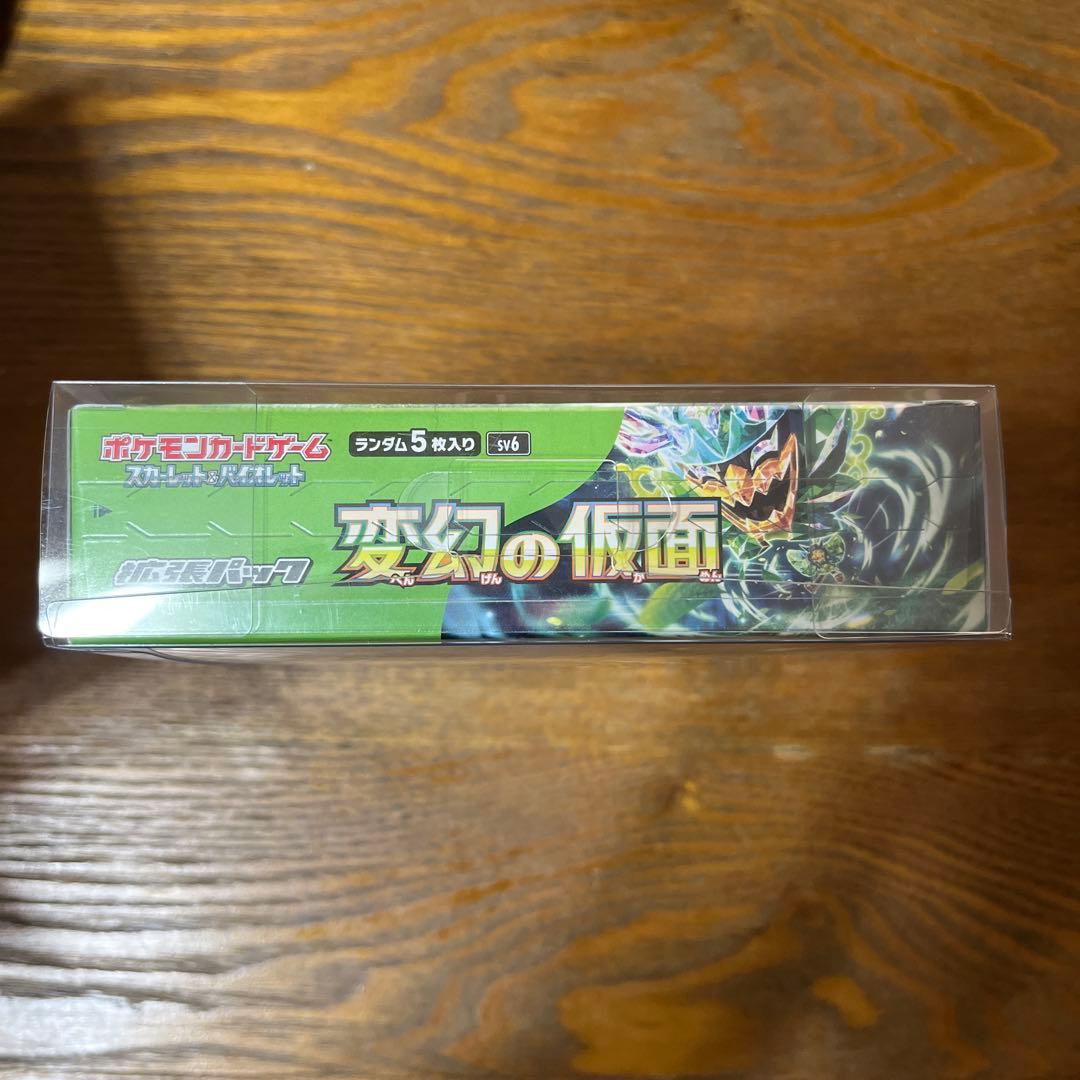 ポケモンカードゲーム
スカーレット&バイオレット
ランダム5枚入り
SV6
拡張パック
変幻の仮面
へん げん か めん